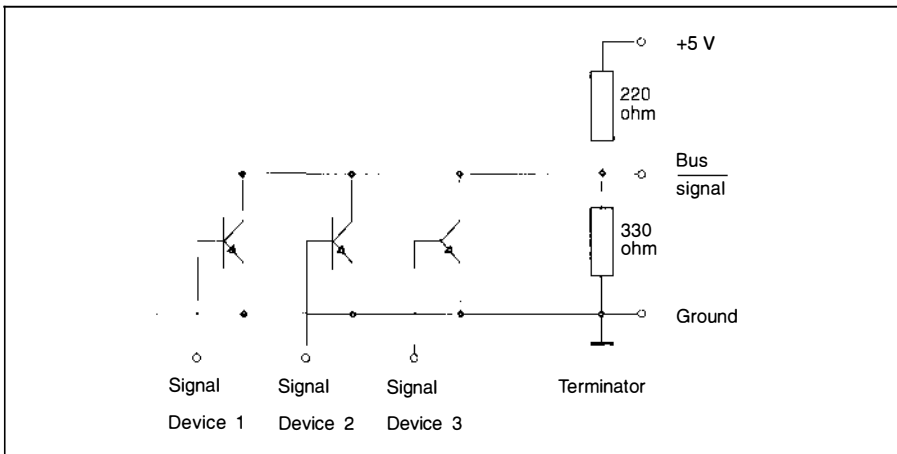 +5 V
220
ohm
Bus
signal
330
ohm
Ground
Signal
Device 1
Signal
Device 2
Signal
Device 3
Terminator